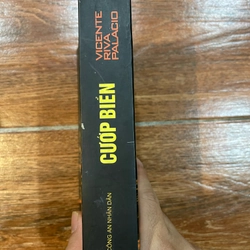 VICENTE
RIVA
PALACIO
CƯỚP BIỂN
CÔNG AN NHÂN DÂN